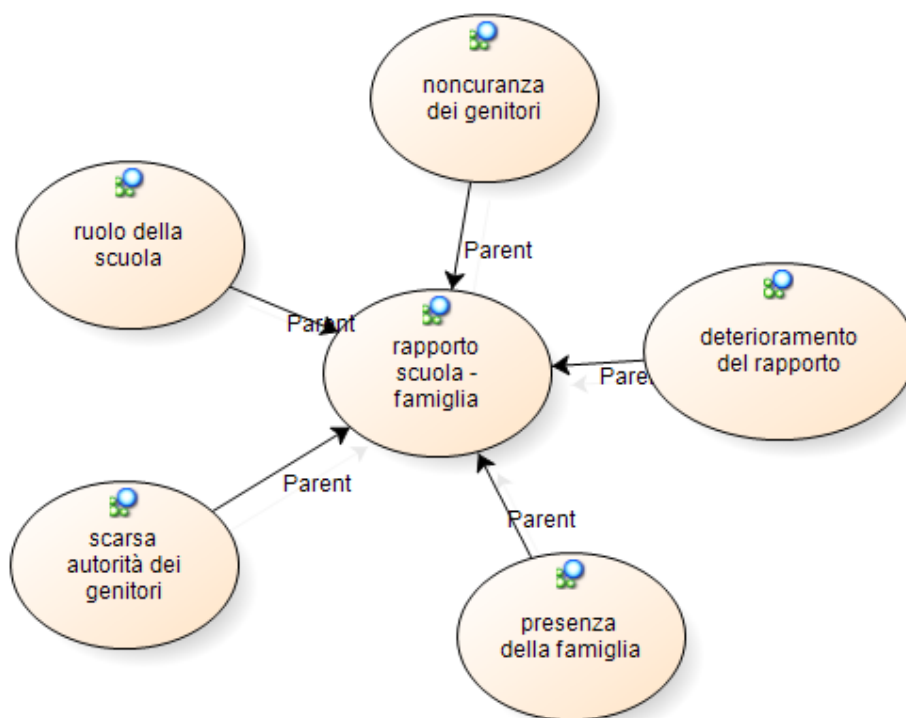 noncuranza
dei genitori
ruolo della
scuola
Parent
Parent
rapporto
scuola -
famiglia
deterioramento
del rapporto
Paren
Parent
scarsa
autorità dei
genitori
Parent
presenza
della famiglia